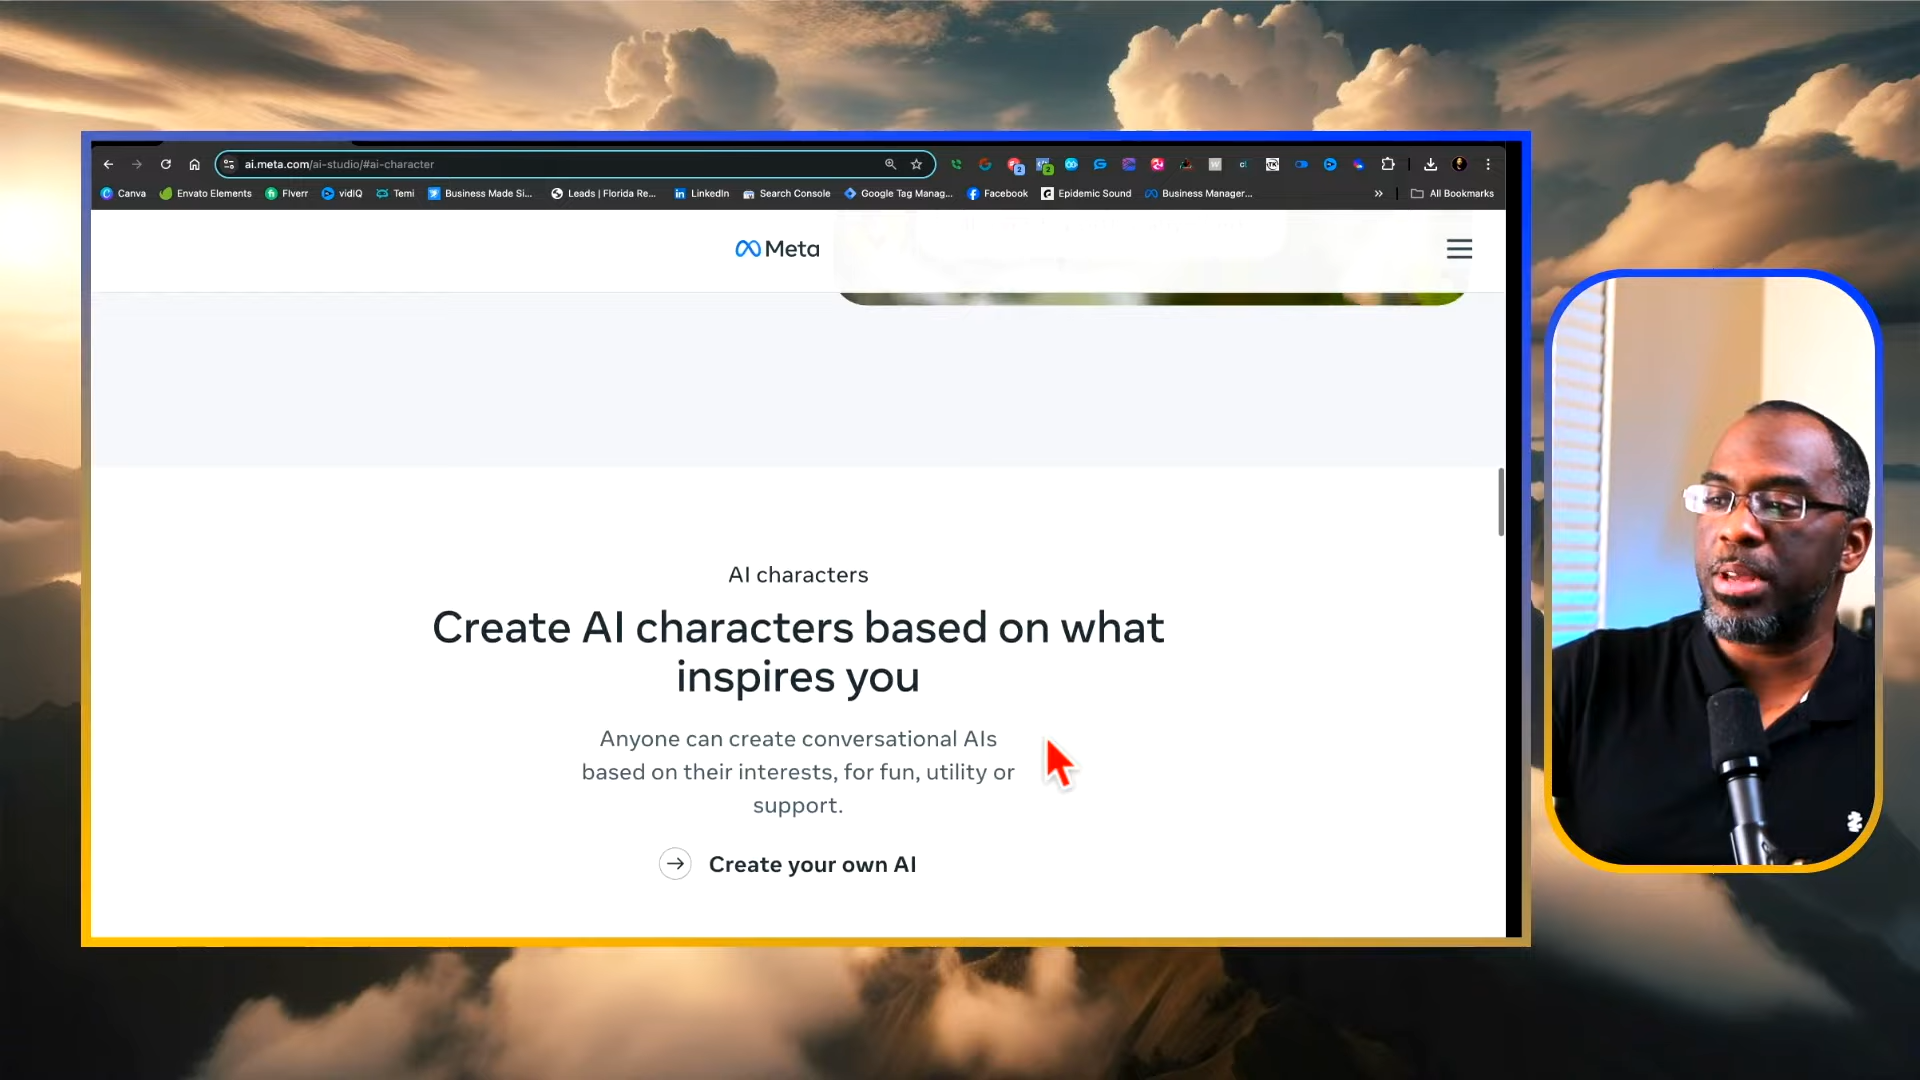 ai.meta.com/ai-studio/#ai-character
Canva Envato Elements Fiverr vidIQ Temi Business Made Si... Leads | Florida Re... LinkedIn Search Console Google Tag Manag... Facebook Epidemic Sound Business Manager... » All Bookmarks
Meta
AI characters
Create AI characters based on what
inspires you
Anyone can create conversational AIs
based on their interests, for fun, utility or
support.
Create your own AI